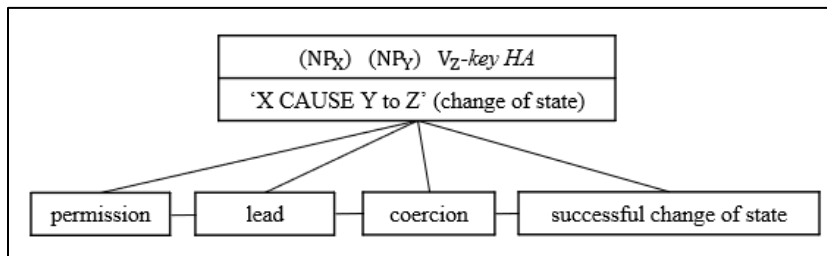 (NPX) (NPY) VZ-key HA
‘X CAUSE Y to Z’ (change of state)
permission lead coercion successful change of state